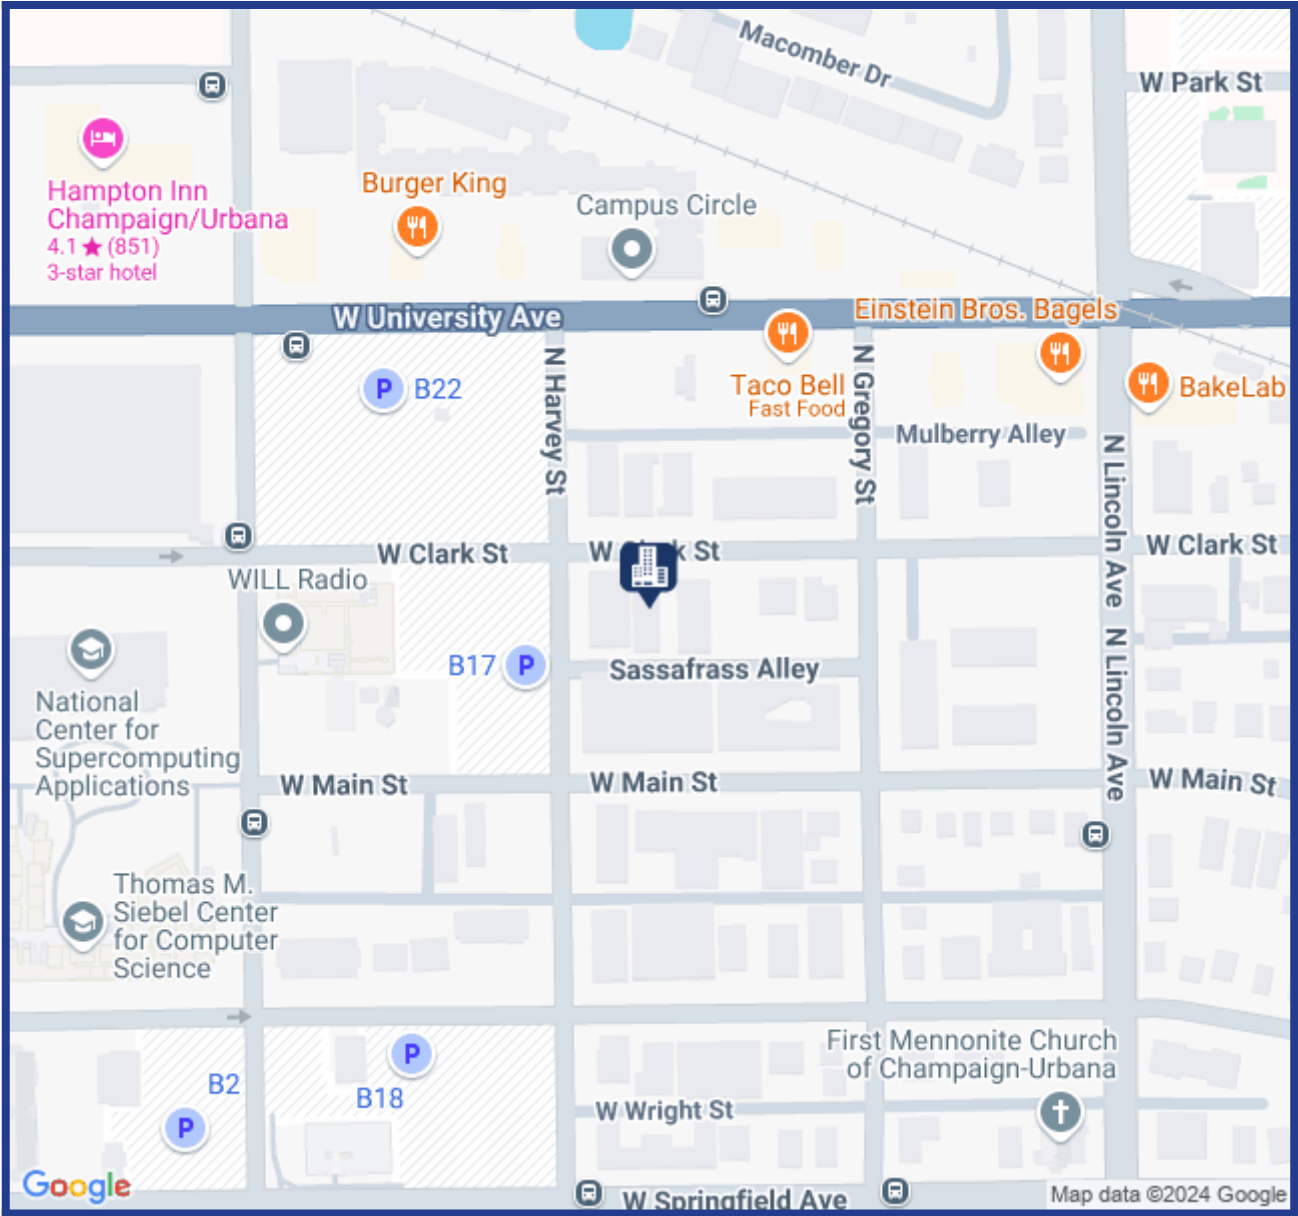 Macomber Dr
W Park St
Hampton Inn
Champaign/Urbana
4.1 ★ (851)
3-star hotel
Burger King
Campus Circle
W University Ave
Einstein Bros. Bagels
Taco Bell
Fast Food
BakeLab
P B22
N Harvey St
N Gregory St
Mulberry Alley
N Lincoln Ave
W Clark St
W Clark St
W Clark St
WILL Radio
B17 P
Sassafrass Alley
N Lincoln Ave
National
Center for
Supercomputing
Applications
W Main St
W Main St
W Main St
Thomas M.
Siebel Center
for Computer
Science
First Mennonite Church
of Champaign-Urbana
P
B18
B2
P
W Wright St
W Springfield Ave
Google
Map data ©2024 Google